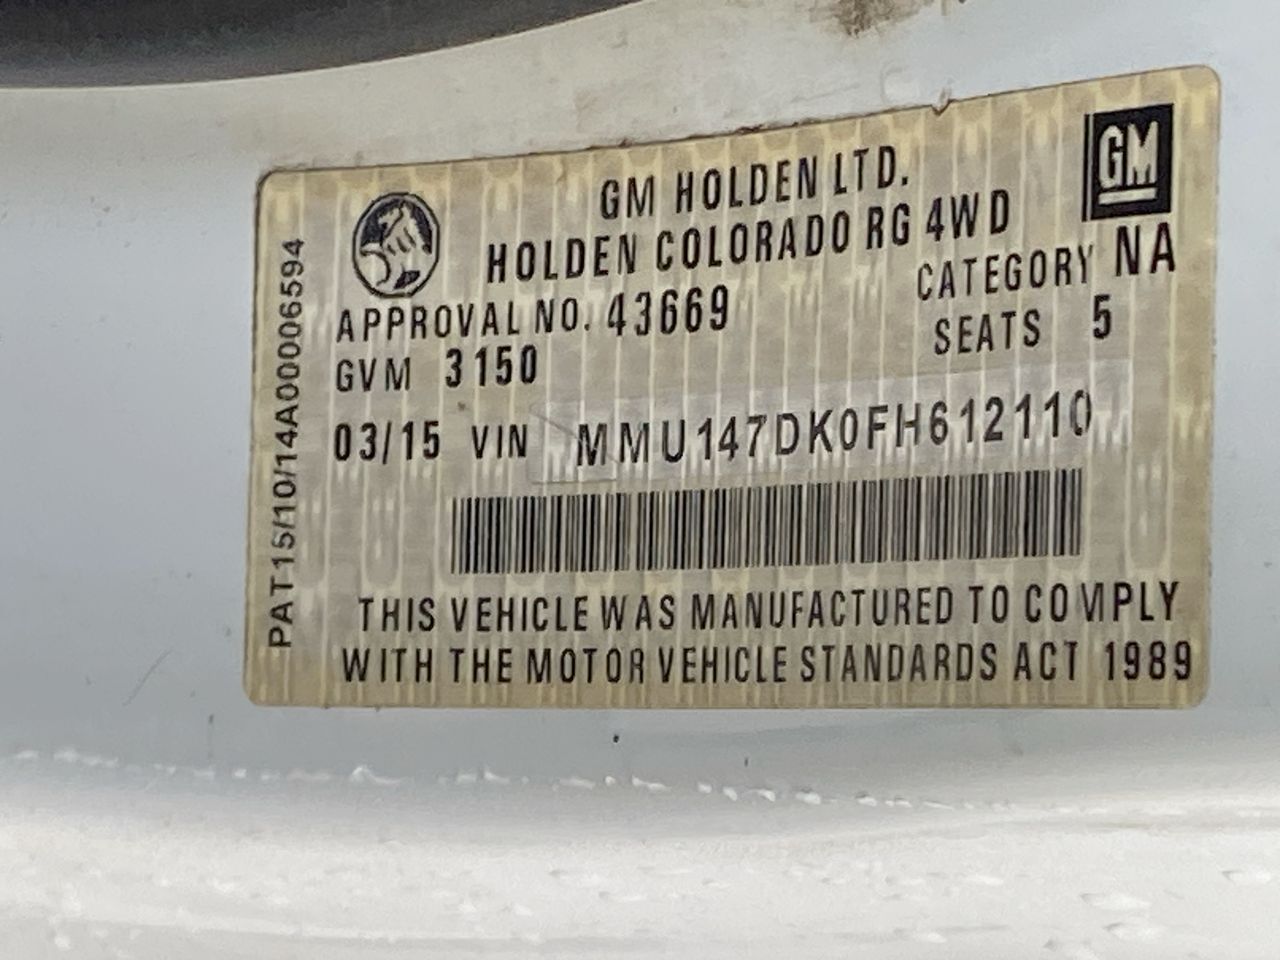 GM HOLDEN LTD.
GM
HOLDEN COLORADO RG 4WD
APPROVAL NO. 43669
CATEGORY NA
GVM 3150
SEATS 5
03/15 VIN MMU147DK0FH612110
THIS VEHICLE WAS MANUFACTURED TO COMPLY
WITH THE MOTOR VEHICLE STANDARDS ACT 1989
PAT15/10/14A00006594